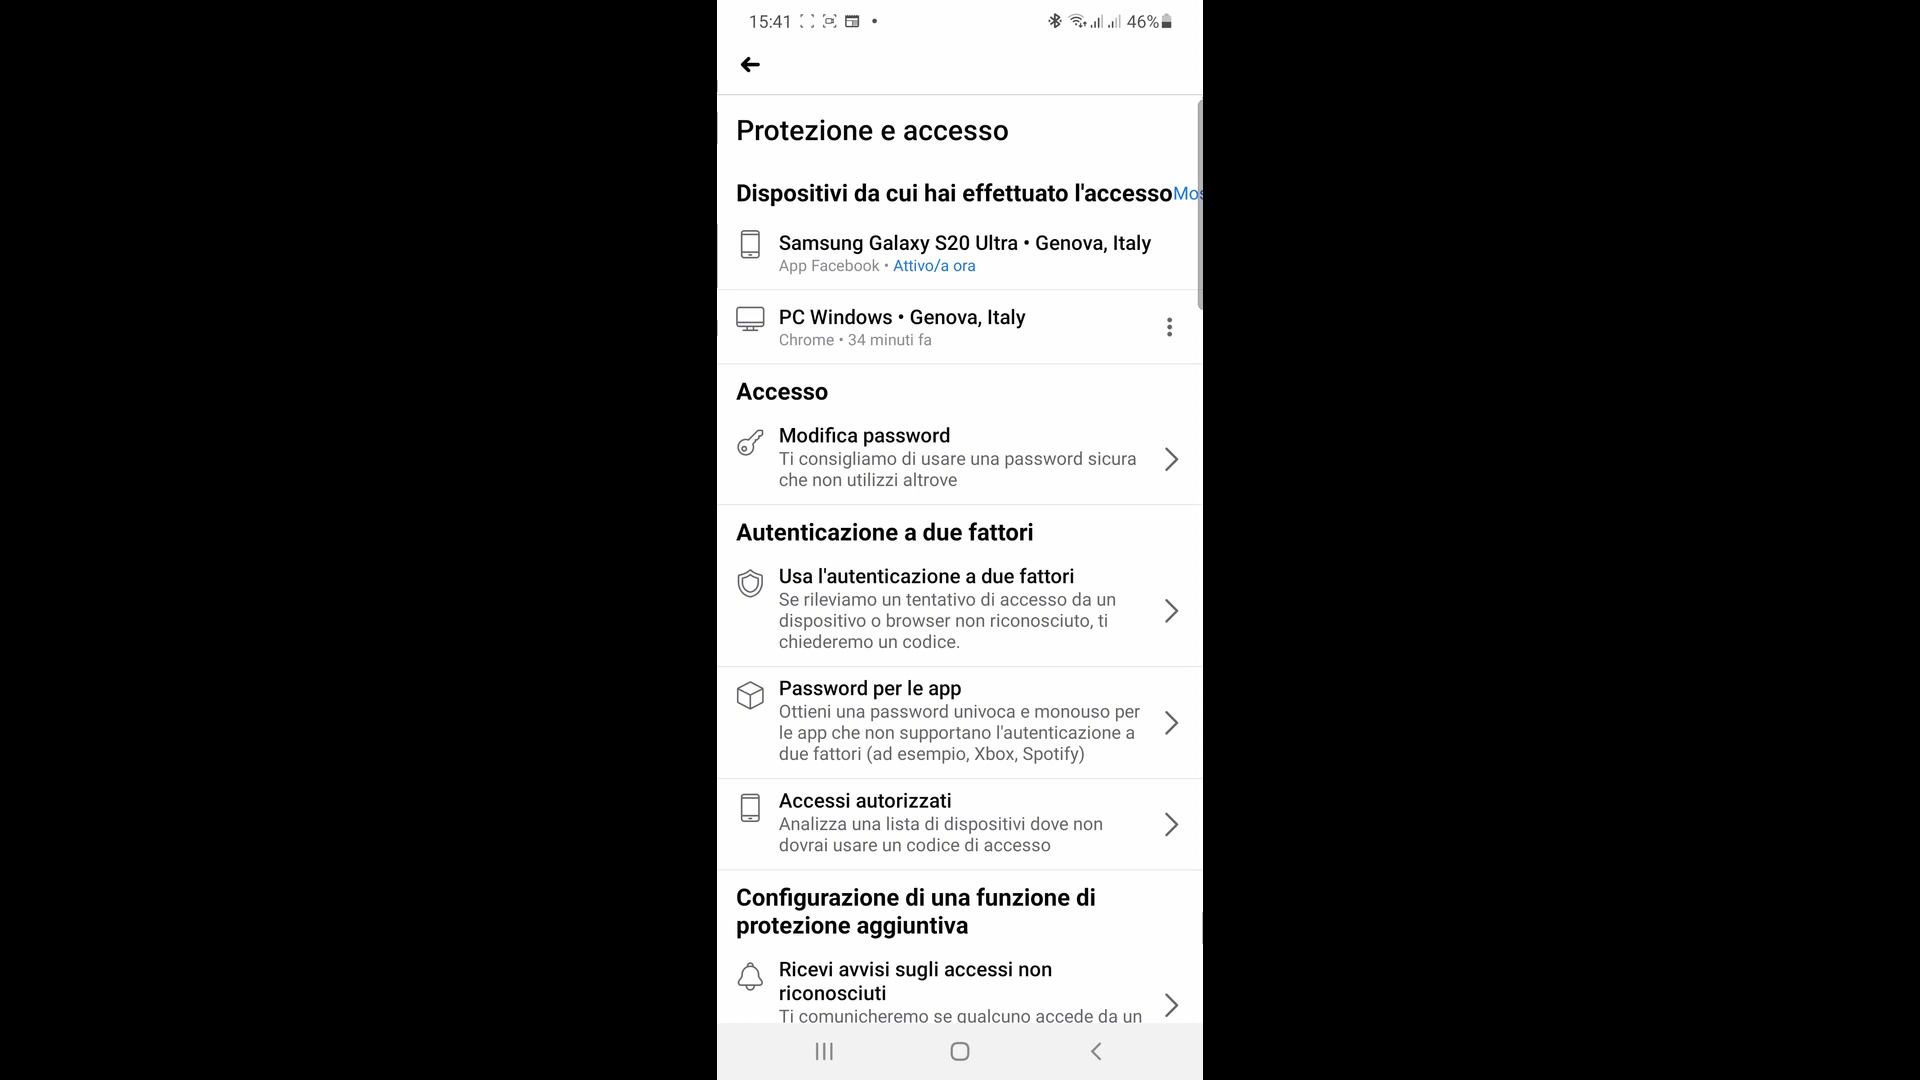 15:41 46%
Protezione e accesso
Dispositivi da cui hai effettuato l'accesso
Samsung Galaxy S20 Ultra • Genova, Italy
App Facebook • Attivo/a ora
PC Windows • Genova, Italy
Chrome • 34 minuti fa
Accesso
Modifica password
Ti consigliamo di usare una password sicura
che non utilizzi altrove
Autenticazione a due fattori
Usa l'autenticazione a due fattori
Se rileviamo un tentativo di accesso da un
dispositivo o browser non riconosciuto, ti
chiederemo un codice.
Password per le app
Ottieni una password univoca e monouso per
le app che non supportano l'autenticazione a
due fattori (ad esempio, Xbox, Spotify)
Accessi autorizzati
Analizza una lista di dispositivi dove non
dovrai usare un codice di accesso
Configurazione di una funzione di
protezione aggiuntiva
Ricevi avvisi sugli accessi non
riconosciuti
Ti comunicheremo se qualcuno accede da un